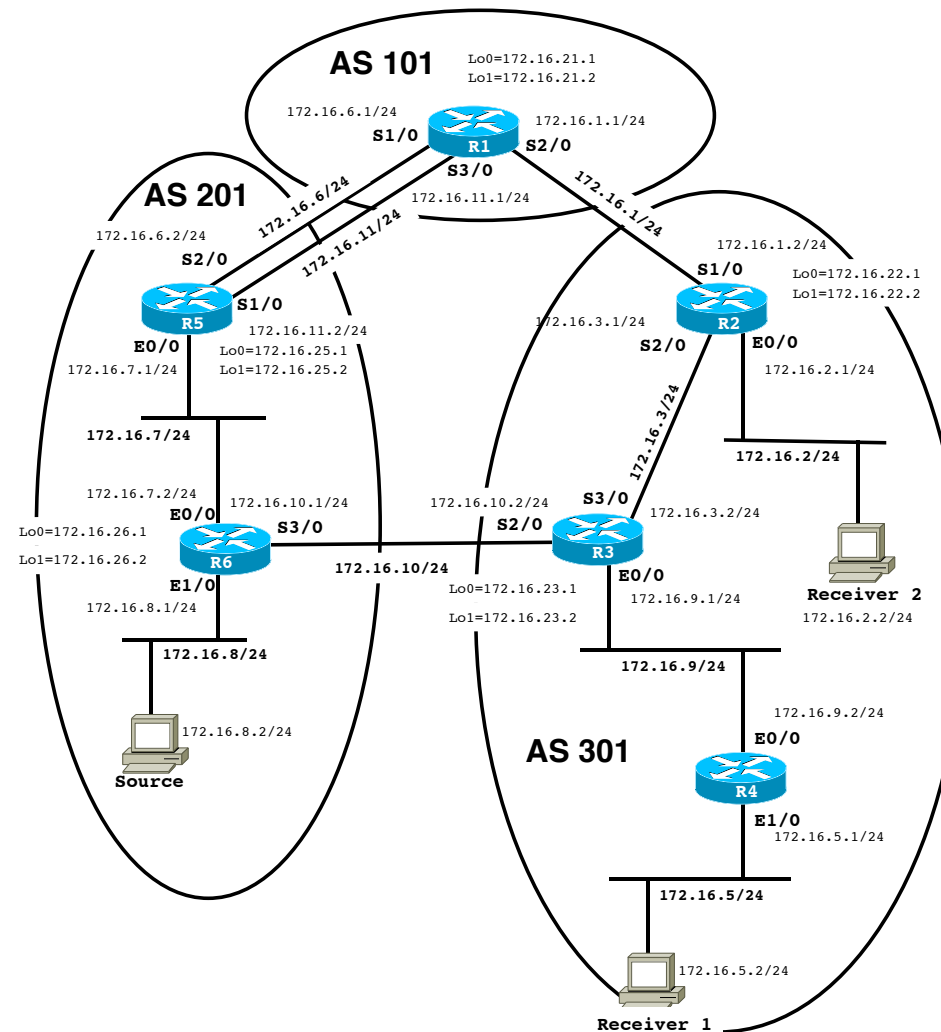 AS 101
Lo0=172.16.21.1
Lo1=172.16.21.2
172.16.6.1/24
172.16.1.1/24
S1/0
R1
S2/0
S3/0
AS 201
172.16.6/24
172.16.11.1/24
172.16.1/24
172.16.11/24
172.16.6.2/24
S2/0
S1/0
R5
172.16.11.2/24
E0/0
Lo0=172.16.25.1
172.16.7.1/24
Lo1=172.16.25.2
172.16.1.2/24
S1/0
Lo0=172.16.22.1
Lo1=172.16.22.2
172.16.3.1/24
R2
S2/0
E0/0
172.16.2.1/24
172.16.3/24
172.16.7/24
172.16.2/24
172.16.7.2/24
172.16.10.1/24
E0/0
Lo0=172.16.26.1
S3/0
Lo1=172.16.26.2
R6
E1/0
172.16.8.1/24
172.16.10.2/24
S3/0
S2/0
172.16.3.2/24
R3
172.16.10/24
E0/0
Lo0=172.16.23.1
172.16.9.1/24
Lo1=172.16.23.2
Receiver 2
172.16.2.2/24
172.16.8/24
172.16.9/24
172.16.8.2/24
Source
172.16.9.2/24
E0/0
AS 301
R4
E1/0
172.16.5.1/24
172.16.5/24
172.16.5.2/24
Receiver 1